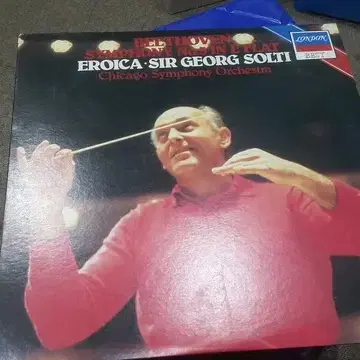 BEETHOVEN
SYMPHONY NO.3 IN E FLAT
EROICA·SIR GEORG SOLTI
Chicago Symphony Orchestra
LONDON